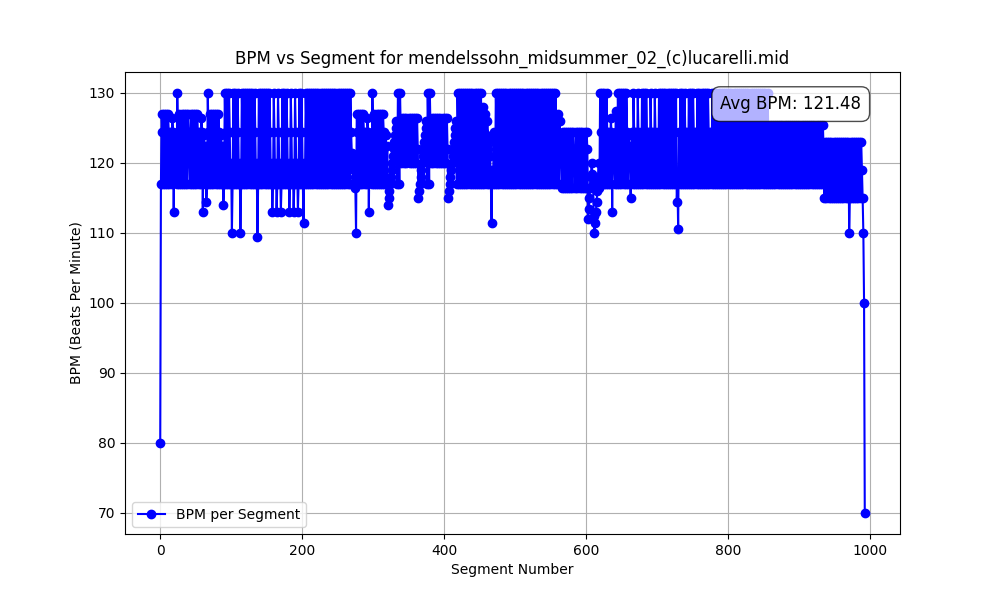 BPM vs Segment for mendelssohn_midsummer_02_(c)lucarelli.mid
Avg BPM: 121.48
BPM (Beats Per Minute)
130
120
110
100
90
80
70
BPM per Segment
0
200
400
600
800
1000
Segment Number